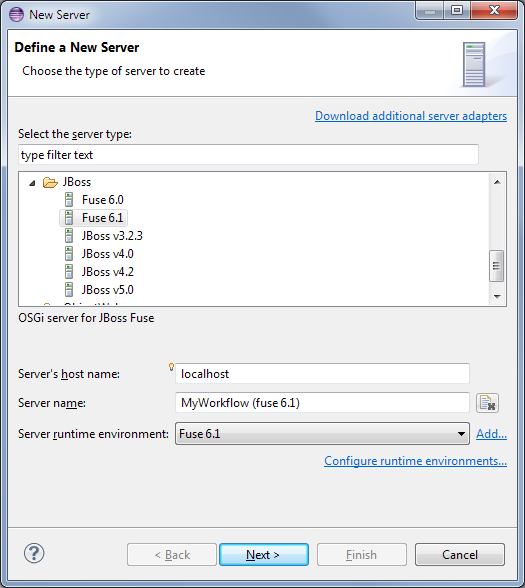 New Server
Define a New Server
Choose the type of server to create
Download additional server adapters
Select the server type:
type filter text
JBoss
Fuse 6.0
Fuse 6.1
JBoss v3.2.3
JBoss v4.0
JBoss v4.2
JBoss v5.0
OSGi server for JBoss Fuse
Server's host name: localhost
Server name: MyWorkflow (fuse 6.1)
Server runtime environment: Fuse 6.1 Add...
Configure runtime environments...
? < Back Next > Finish Cancel